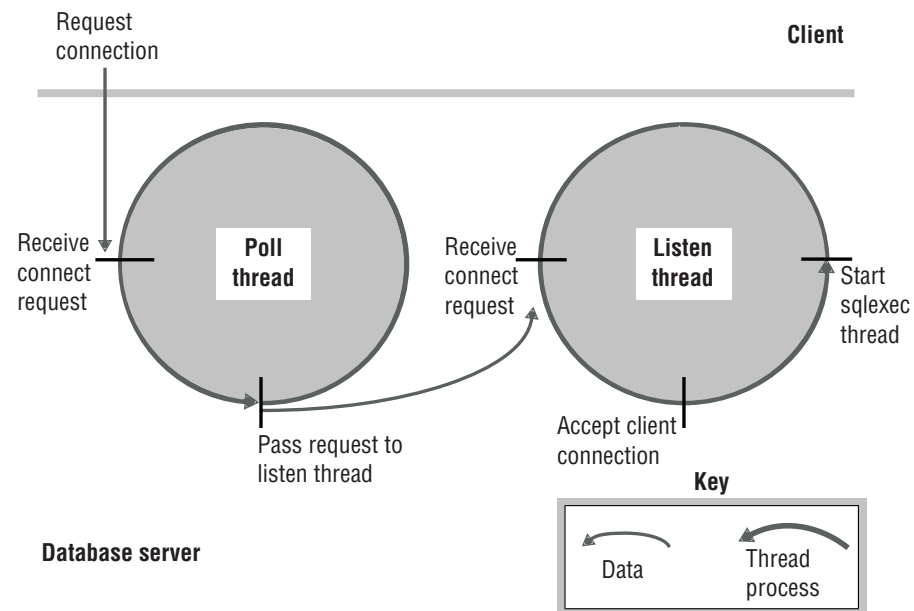 Request
connection
Client
Receive
connect
request
Poll
thread
Receive
connect
request
Listen
thread
Start
sqlexec
thread
Pass request to
listen thread
Accept client
connection
Key
Data
Thread
process
Database server